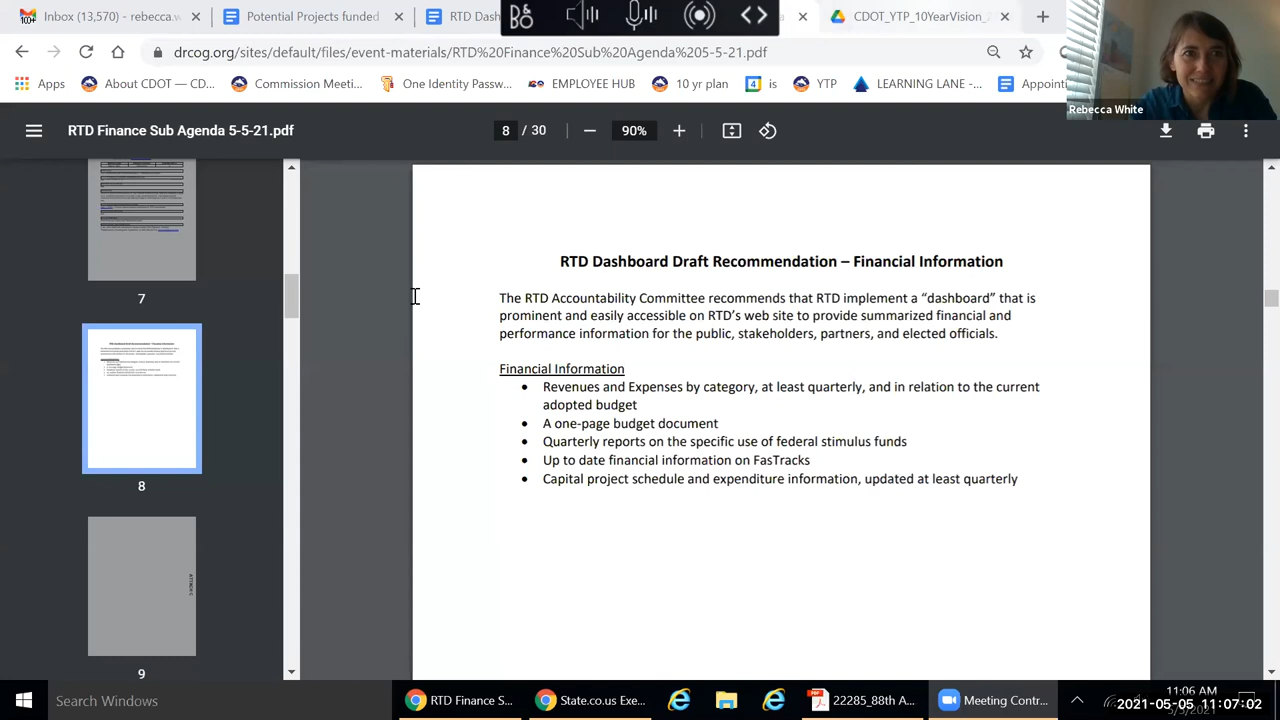 Inbox (13,570) - rebecca.w
Potential Projects funded
RTD Dash
CDOT_YTP_10YearVision_2
drcog.org/sites/default/files/event-materials/RTD%20Finance%20Sub%20Agenda%205-5-21.pdf
Apps
About CDOT — CD...
Commision Meeti...
One Identity Passw...
EMPLOYEE HUB
10 yr plan
is
YTP
LEARNING LANE -...
Appointi
Rebecca White
RTD Finance Sub Agenda 5-5-21.pdf
8 / 30
90%
7
8
9
RTD Dashboard Draft Recommendation – Financial Information
The RTD Accountability Committee recommends that RTD implement a “dashboard” that is
prominent and easily accessible on RTD’s web site to provide summarized financial and
performance information for the public, stakeholders, partners, and elected officials.
Financial Information
• Revenues and Expenses by category, at least quarterly, and in relation to the current
adopted budget
• A one-page budget document
• Quarterly reports on the specific use of federal stimulus funds
• Up to date financial information on FasTracks
• Capital project schedule and expenditure information, updated at least quarterly
Search Windows
RTD Finance S...
State.co.us Exe...
22285_88th A...
Meeting Contr...
11:06 AM
2021-05-05 11:07:02